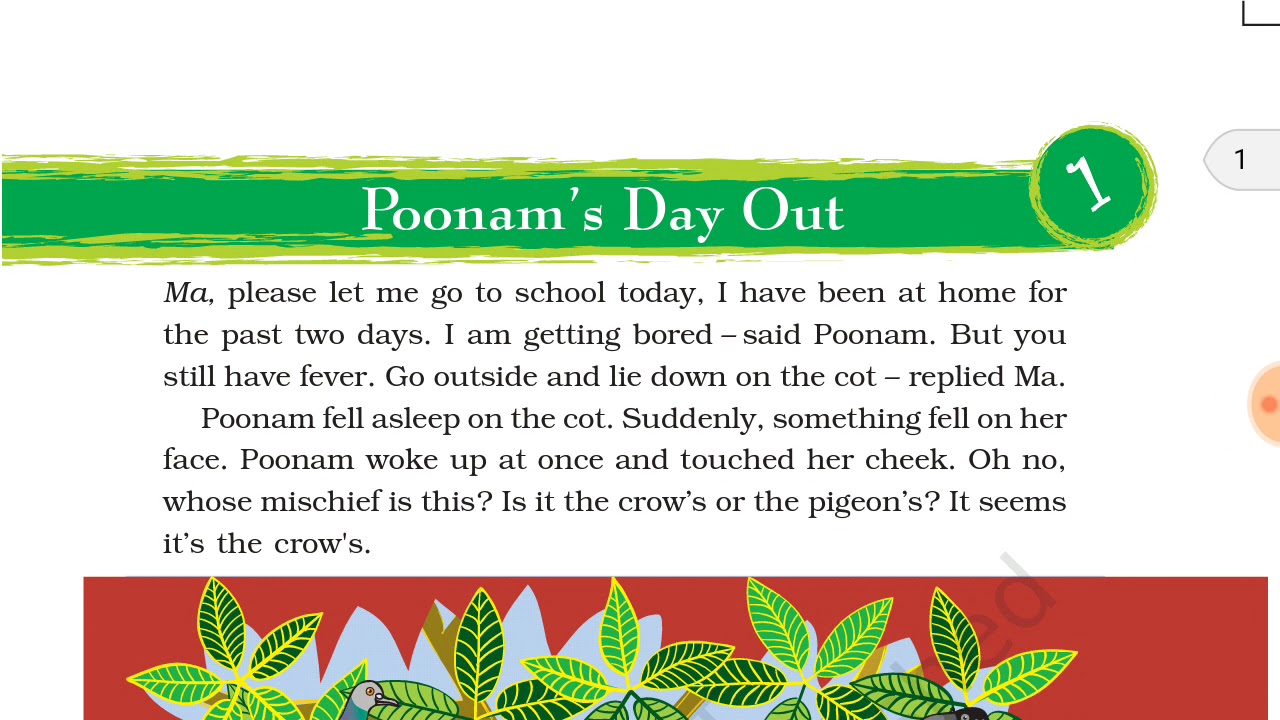 1
Poonam's Day Out
1
Ma, please let me go to school today, I have been at home for
the past two days. I am getting bored – said Poonam. But you
still have fever. Go outside and lie down on the cot – replied Ma.
Poonam fell asleep on the cot. Suddenly, something fell on her
face. Poonam woke up at once and touched her cheek. Oh no,
whose mischief is this? Is it the crow's or the pigeon's? It seems
it's the crow's.